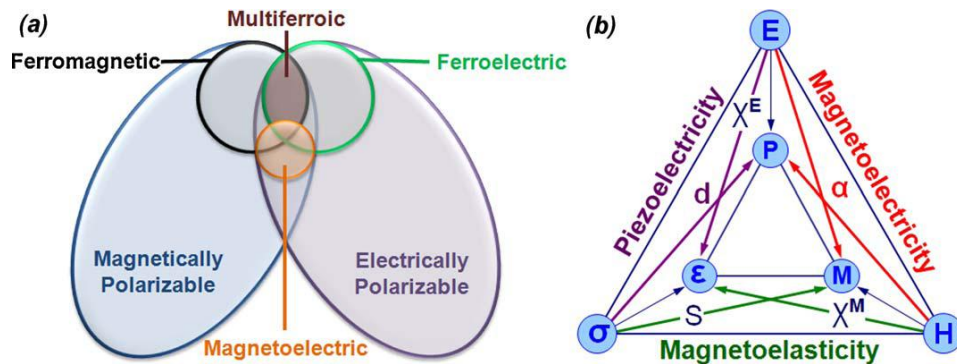 (a)
Multiferroic
Ferromagnetic
Ferroelectric
Magnetically
Polarizable
Electrically
Polarizable
Magnetoelectric
(b)
E
Piezoelectricity
Magnetoelectricity
χᴱ
P
d
α
ε
M
S
χᴹ
σ
H
Magnetoelasticity